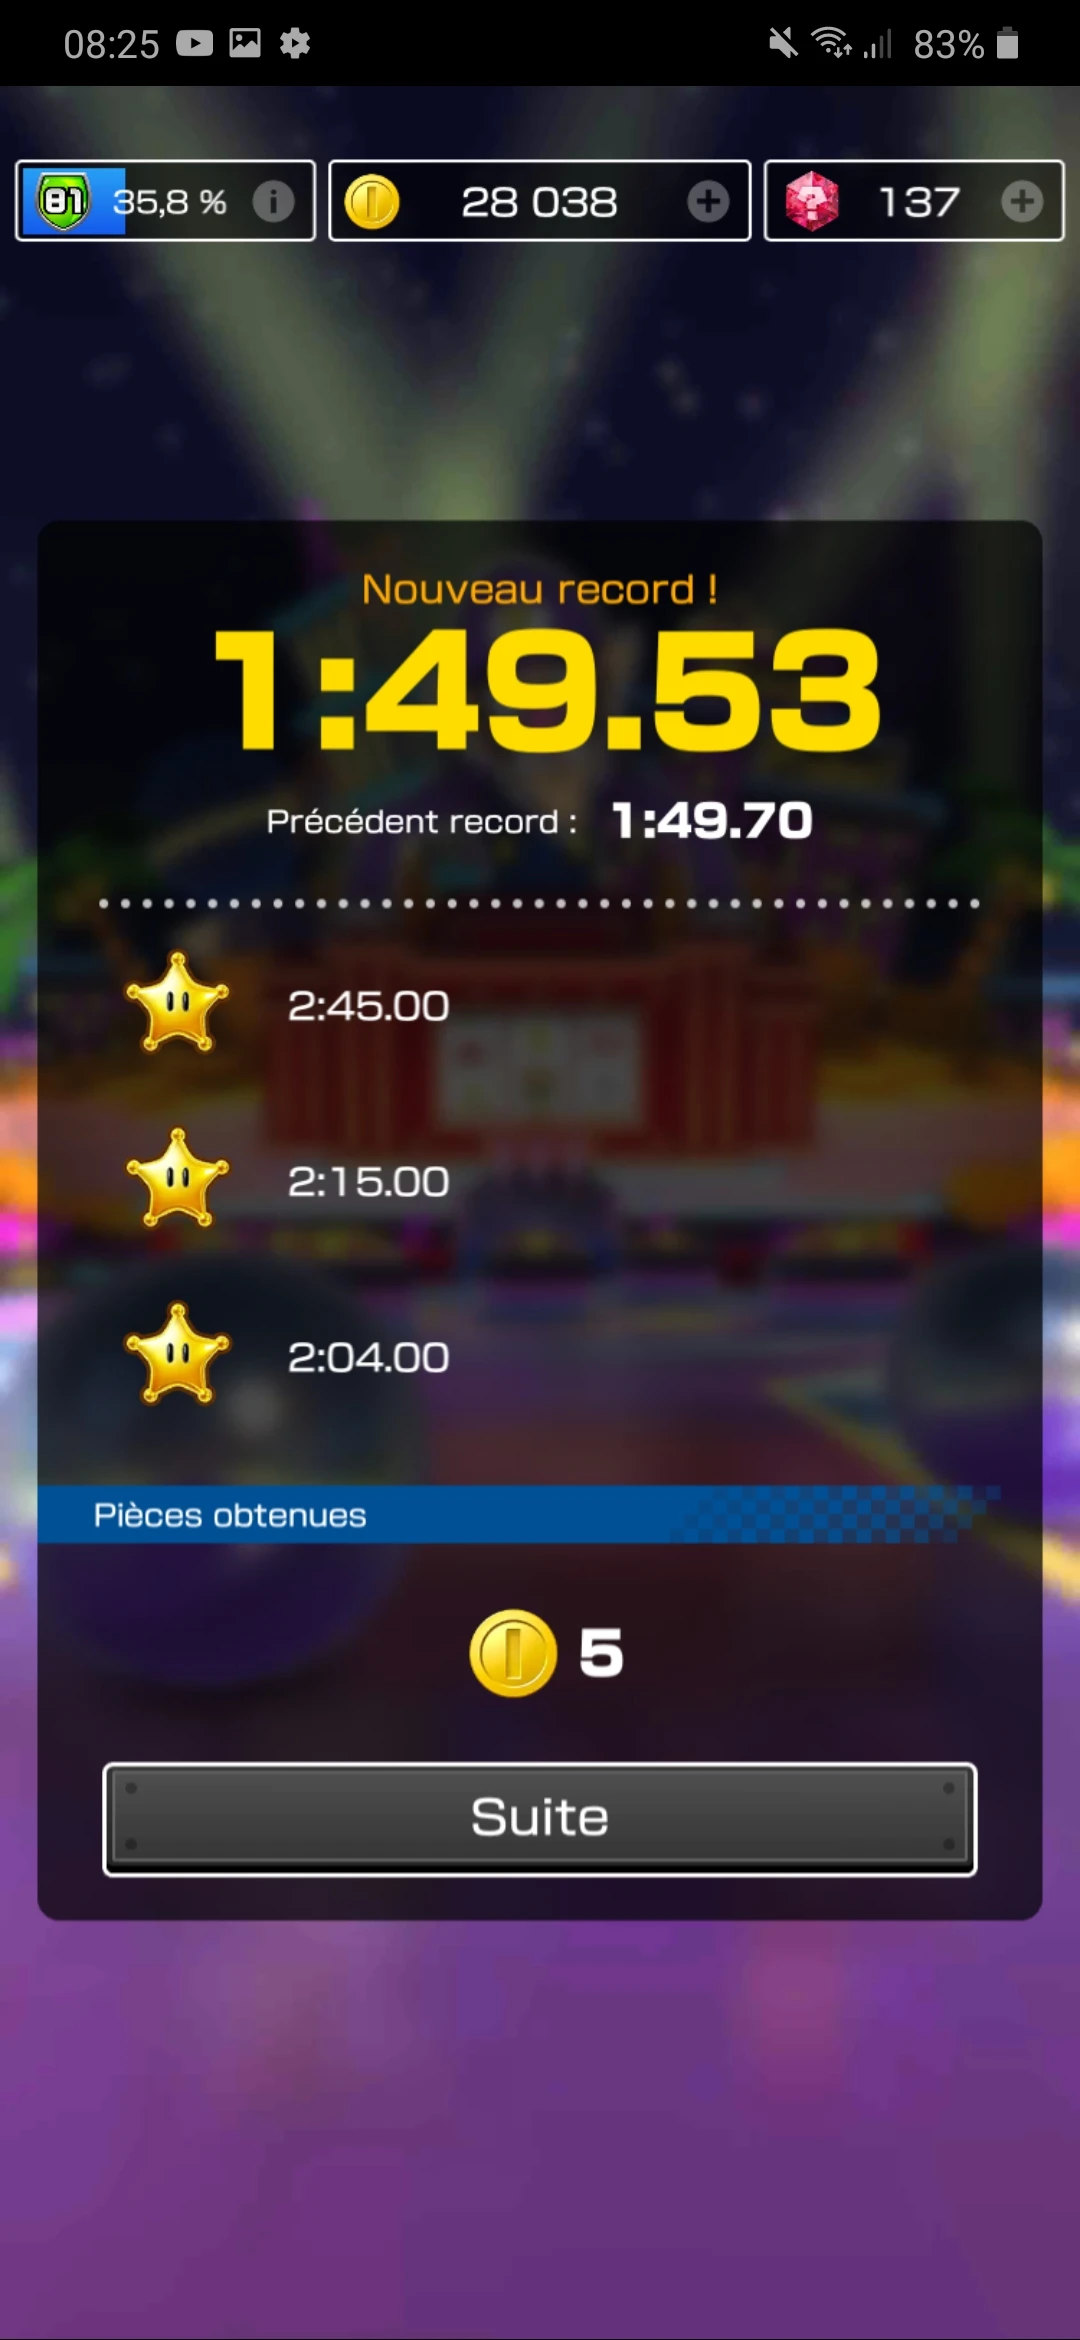 08:25 83%
81 35,8 % i 28 038 + ? 137 +
Nouveau record !
1:49.53
Précédent record : 1:49.70
2:45.00
2:15.00
2:04.00
Pièces obtenues
5
Suite